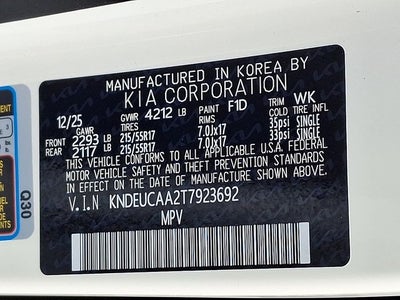 MANUFACTURED IN KOREA BY
KIA CORPORATION
12/25 GVWR 4212 LB PAINT F1D TRIM WK
GAWR TIRES COLD TIRE INFL
FRONT 2293 LB 215/55R17 7.0Jx17 35psi SINGLE
REAR 2117 LB 215/55R17 7.0Jx17 33psi SINGLE
THIS VEHICLE CONFORMS TO ALL APPLICABLE U.S.A. FEDERAL
MOTOR VEHICLE SAFETY AND THEFT PREVENTION STANDARDS
IN EFFECT ON THE DATE OF MANUFACTURE SHOWN ABOVE.
V.I.N KNDEUCAA2T7923692
MPV
Q30